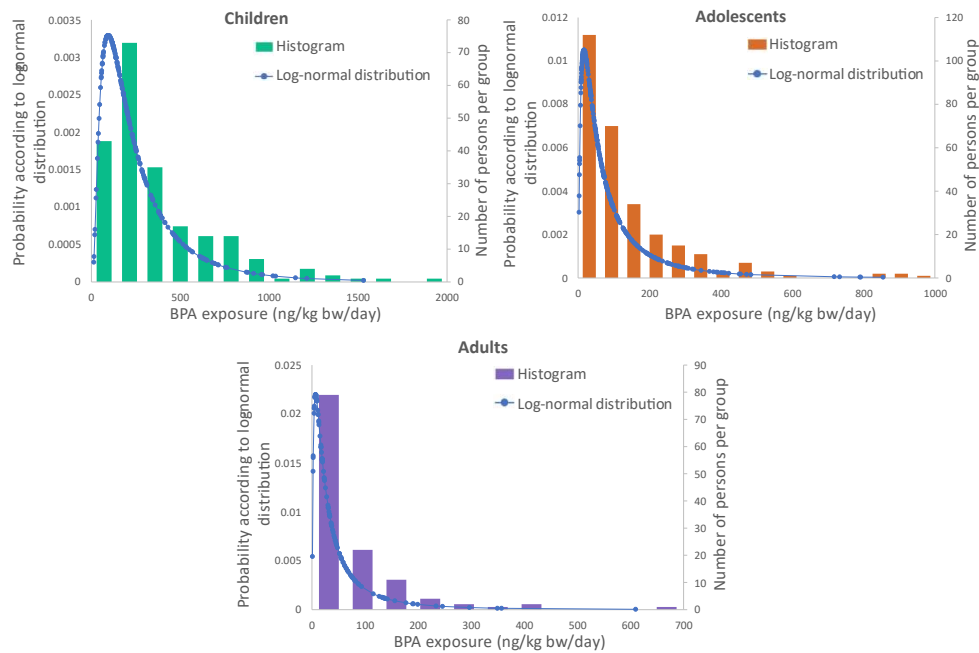 Children
Probability according to lognormal
distribution
0.0035
0.003
0.0025
0.002
0.0015
0.001
0.0005
0
Histogram
Log-normal distribution
80
70
60
50
40
30
20
10
0
Number of persons per group
0 500 1000 1500 2000
BPA exposure (ng/kg bw/day)
Adolescents
Probability according to lognormal
distribution
0.012
0.01
0.008
0.006
0.004
0.002
0
Histogram
Log-normal distribution
120
100
80
60
40
20
0
Number of persons per group
0 200 400 600 800 1000
BPA exposure (ng/kg bw/day)
Adults
Probability according to lognormal
distribution
0.025
0.02
0.015
0.01
0.005
0
Histogram
Log-normal distribution
90
80
70
60
50
40
30
20
10
0
Number of persons per group
0 100 200 300 400 500 600 700
BPA exposure (ng/kg bw/day)